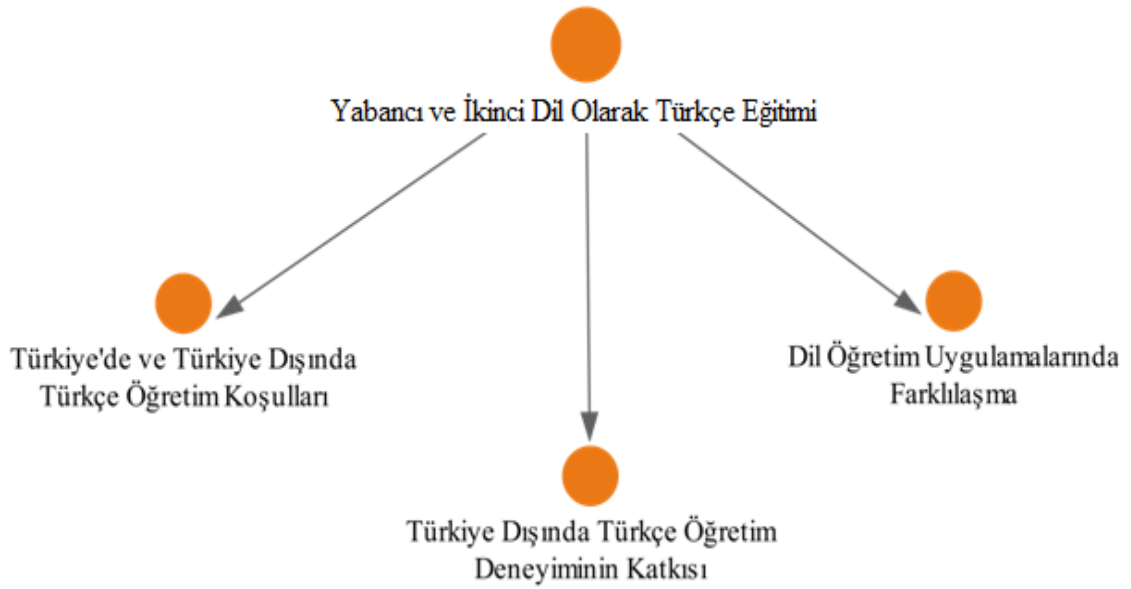 Yabancı ve İkinci Dil Olarak Türkçe Eğitimi
Türkiye'de ve Türkiye Dışında
Türkçe Öğretim Koşulları
Dil Öğretim Uygulamalarında
Farklılaşma
Türkiye Dışında Türkçe Öğretim
Deneyiminin Katkısı